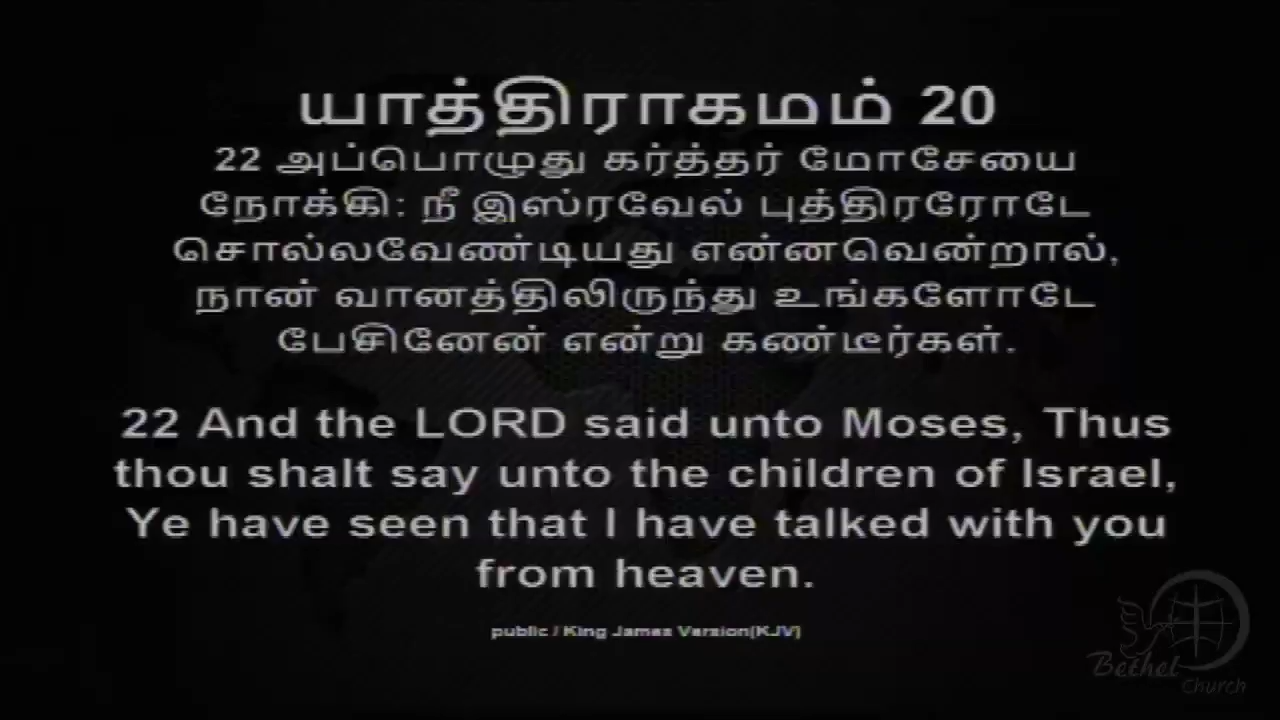 யாத்திராகமம் 20
22 அப்பொழுது கர்த்தர் மோசேயை
நோக்கி: நீ இஸ்ரவேல் புத்திரரோடே
சொல்லவேண்டியது என்னவென்றால்,
நான் வானத்திலிருந்து உங்களோடே
பேசினேன் என்று கண்டீர்கள்.
22 And the LORD said unto Moses, Thus
thou shalt say unto the children of Israel,
Ye have seen that I have talked with you
from heaven.
public / King James Version(KJV)
Bethel
Church